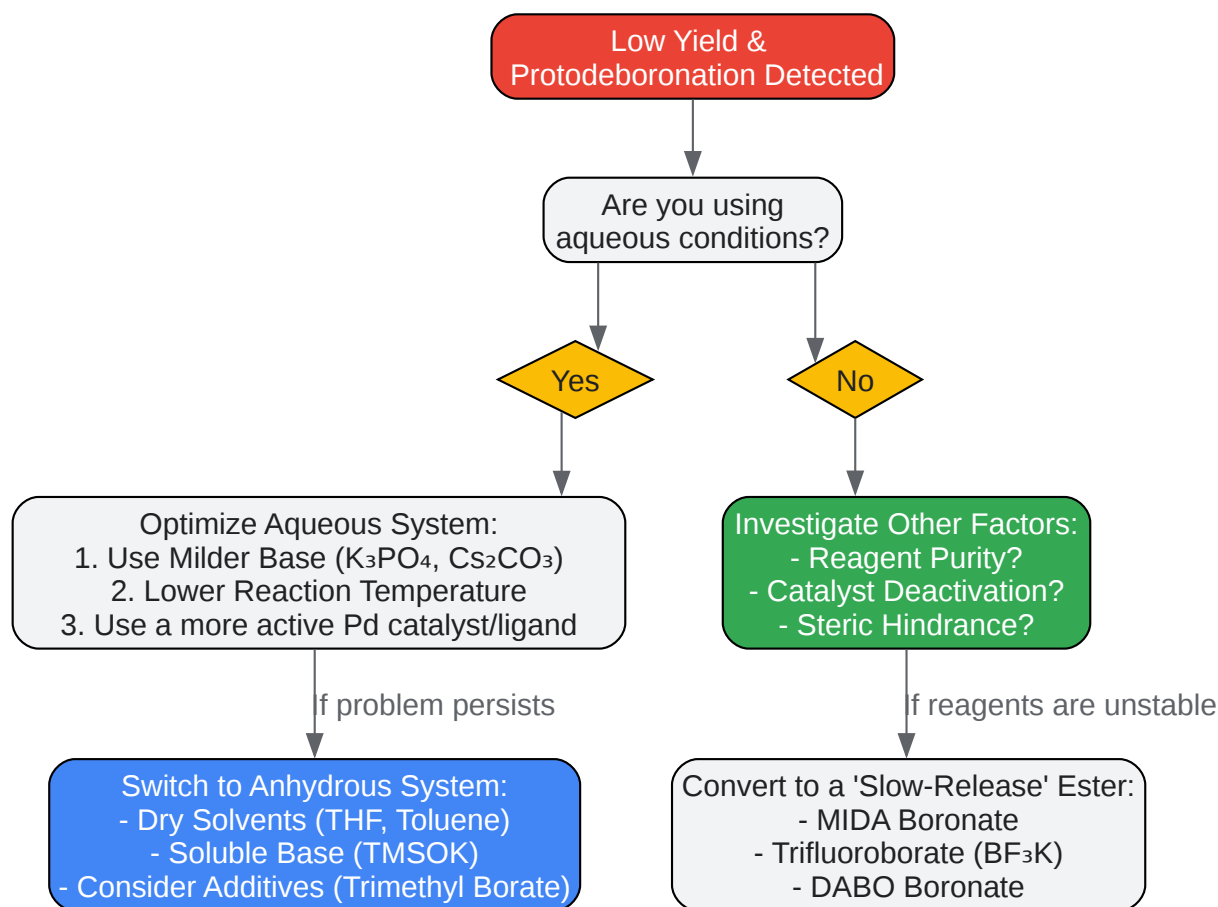 Low Yield &
Protodeboronation Detected
Are you using
aqueous conditions?
Yes
No
Optimize Aqueous System:
1. Use Milder Base (K₃PO₄, Cs₂CO₃)
2. Lower Reaction Temperature
3. Use a more active Pd catalyst/ligand
Investigate Other Factors:
- Reagent Purity?
- Catalyst Deactivation?
- Steric Hindrance?
If problem persists
If reagents are unstable
Switch to Anhydrous System:
- Dry Solvents (THF, Toluene)
- Soluble Base (TMSOK)
- Consider Additives (Trimethyl Borate)
Convert to a 'Slow-Release' Ester:
- MIDA Boronate
- Trifluoroborate (BF₃K)
- DABO Boronate